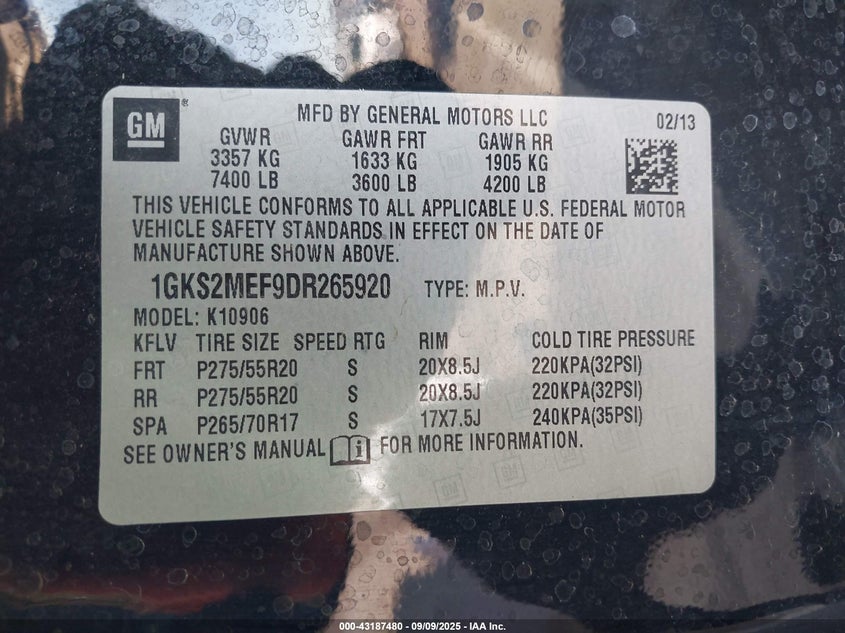 GM ®
MFD BY GENERAL MOTORS LLC 02/13
GVWR GAWR FRT GAWR RR
3357 KG 1633 KG 1905 KG
7400 LB 3600 LB 4200 LB
THIS VEHICLE CONFORMS TO ALL APPLICABLE U.S. FEDERAL MOTOR
VEHICLE SAFETY STANDARDS IN EFFECT ON THE DATE OF
MANUFACTURE SHOWN ABOVE.
1GKS2MEF9DR265920 TYPE: M.P.V.
MODEL: K10906
KFLV TIRE SIZE SPEED RTG RIM COLD TIRE PRESSURE
FRT P275/55R20 S 20X8.5J 220KPA(32PSI)
RR P275/55R20 S 20X8.5J 220KPA(32PSI)
SPA P265/70R17 S 17X7.5J 240KPA(35PSI)
SEE OWNER'S MANUAL i FOR MORE INFORMATION.
000-43187480 - 09/09/2025 - IAA Inc.